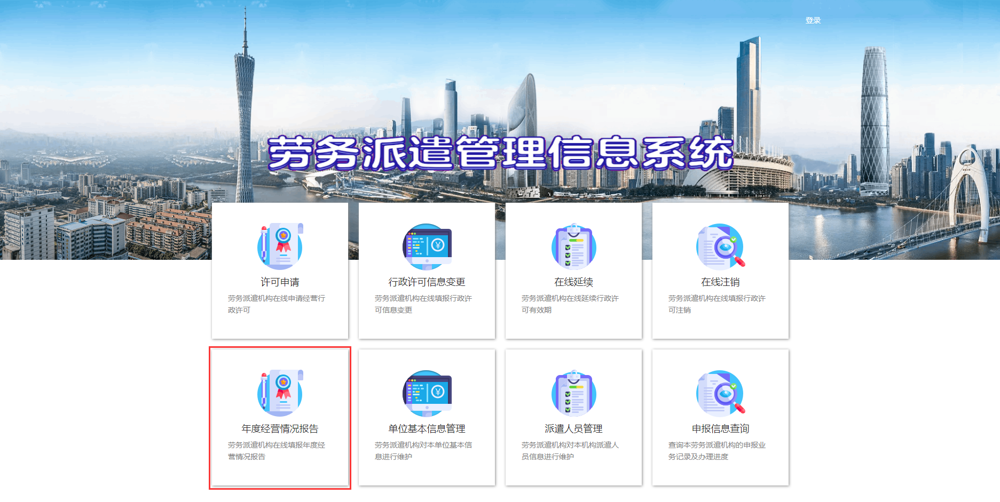 登录
劳务派遣管理信息系统
许可申请
劳务派遣机构在线申请经营行
政许可
行政许可信息变更
劳务派遣机构在线填报行政许
可信息变更
在线延续
劳务派遣机构在线延续行政许
可有效期
在线注销
劳务派遣机构在线填报行政许
可注销
年度经营情况报告
劳务派遣机构在线填报年度经
营情况报告
单位基本信息管理
劳务派遣机构对本单位基本信
息进行维护
派遣人员管理
劳务派遣机构对本机构派遣人
员信息进行维护
申报信息查询
查询本劳务派遣机构的申报业
务记录及办理进度